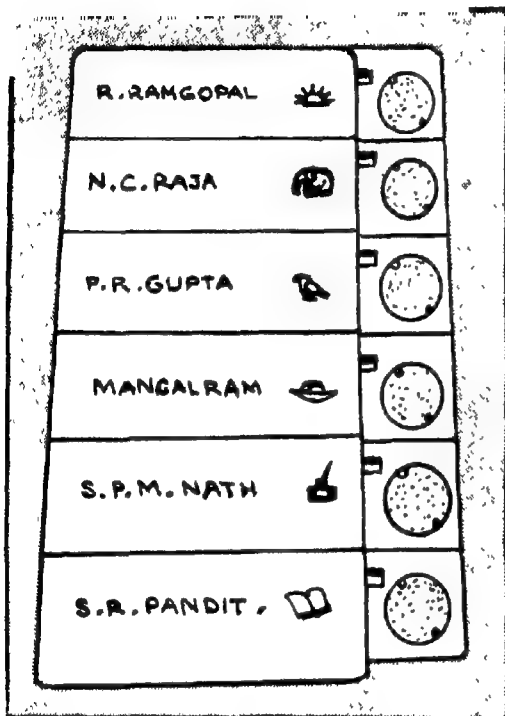 R.RAMGOPAL
N.C.RAJA
P.R.GUPTA
MANGALRAM
S.P.M.NATH
S.R.PANDIT.